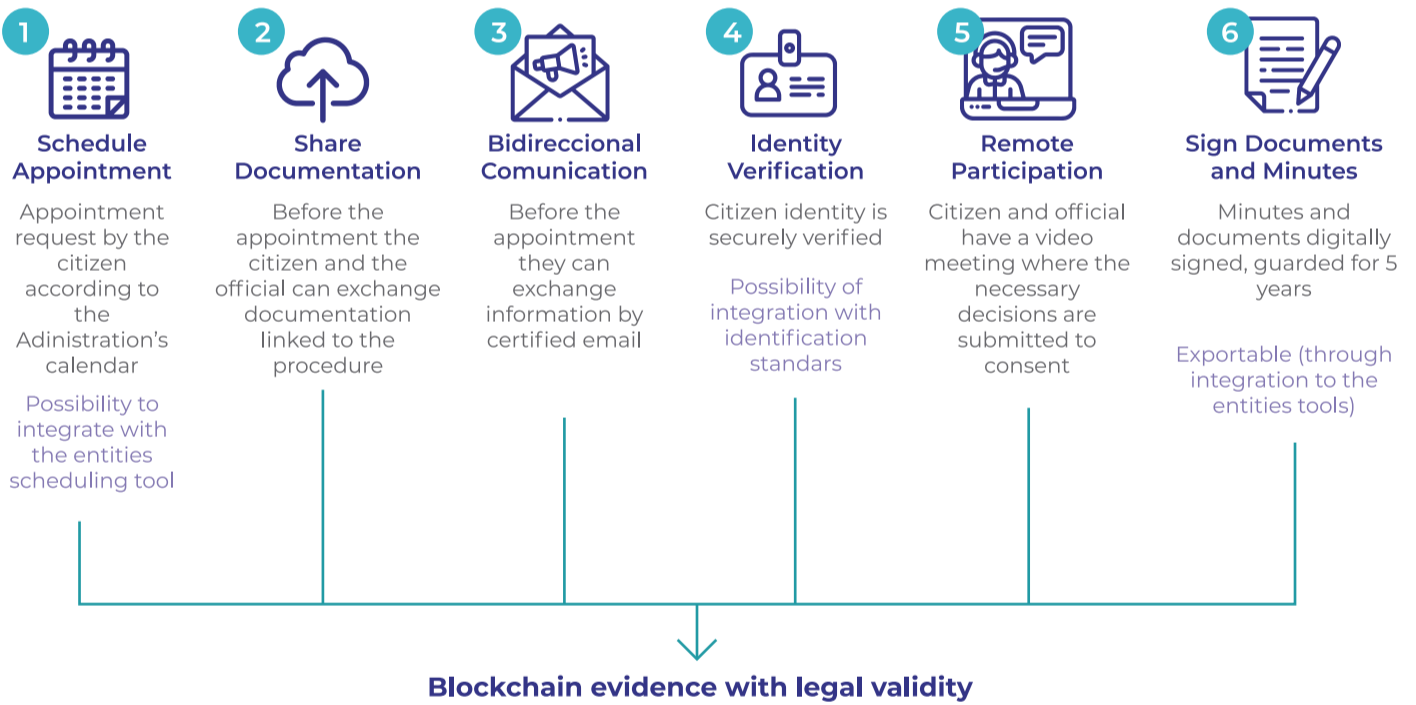 1
Schedule
Appointment
Appointment
request by the
citizen
according to
the
Adinistration's
calendar
Possibility to
integrate with
the entities
scheduling tool
2
Share
Documentation
Before the
appointment the
citizen and the
official can exchange
documentation
linked to the
procedure
3
Bidireccional
Comunication
Before the
appointment
they can
exchange
information by
certified email
4
Identity
Verification
Citizen identity is
securely verified
Possibility of
integration with
identification
standars
5
Remote
Participation
Citizen and official
have a video
meeting where the
necessary
decisions are
submitted to
consent
6
Sign Documents
and Minutes
Minutes and
documents digitally
signed, guarded for 5
years
Exportable (through
integration to the
entities tools)
Blockchain evidence with legal validity